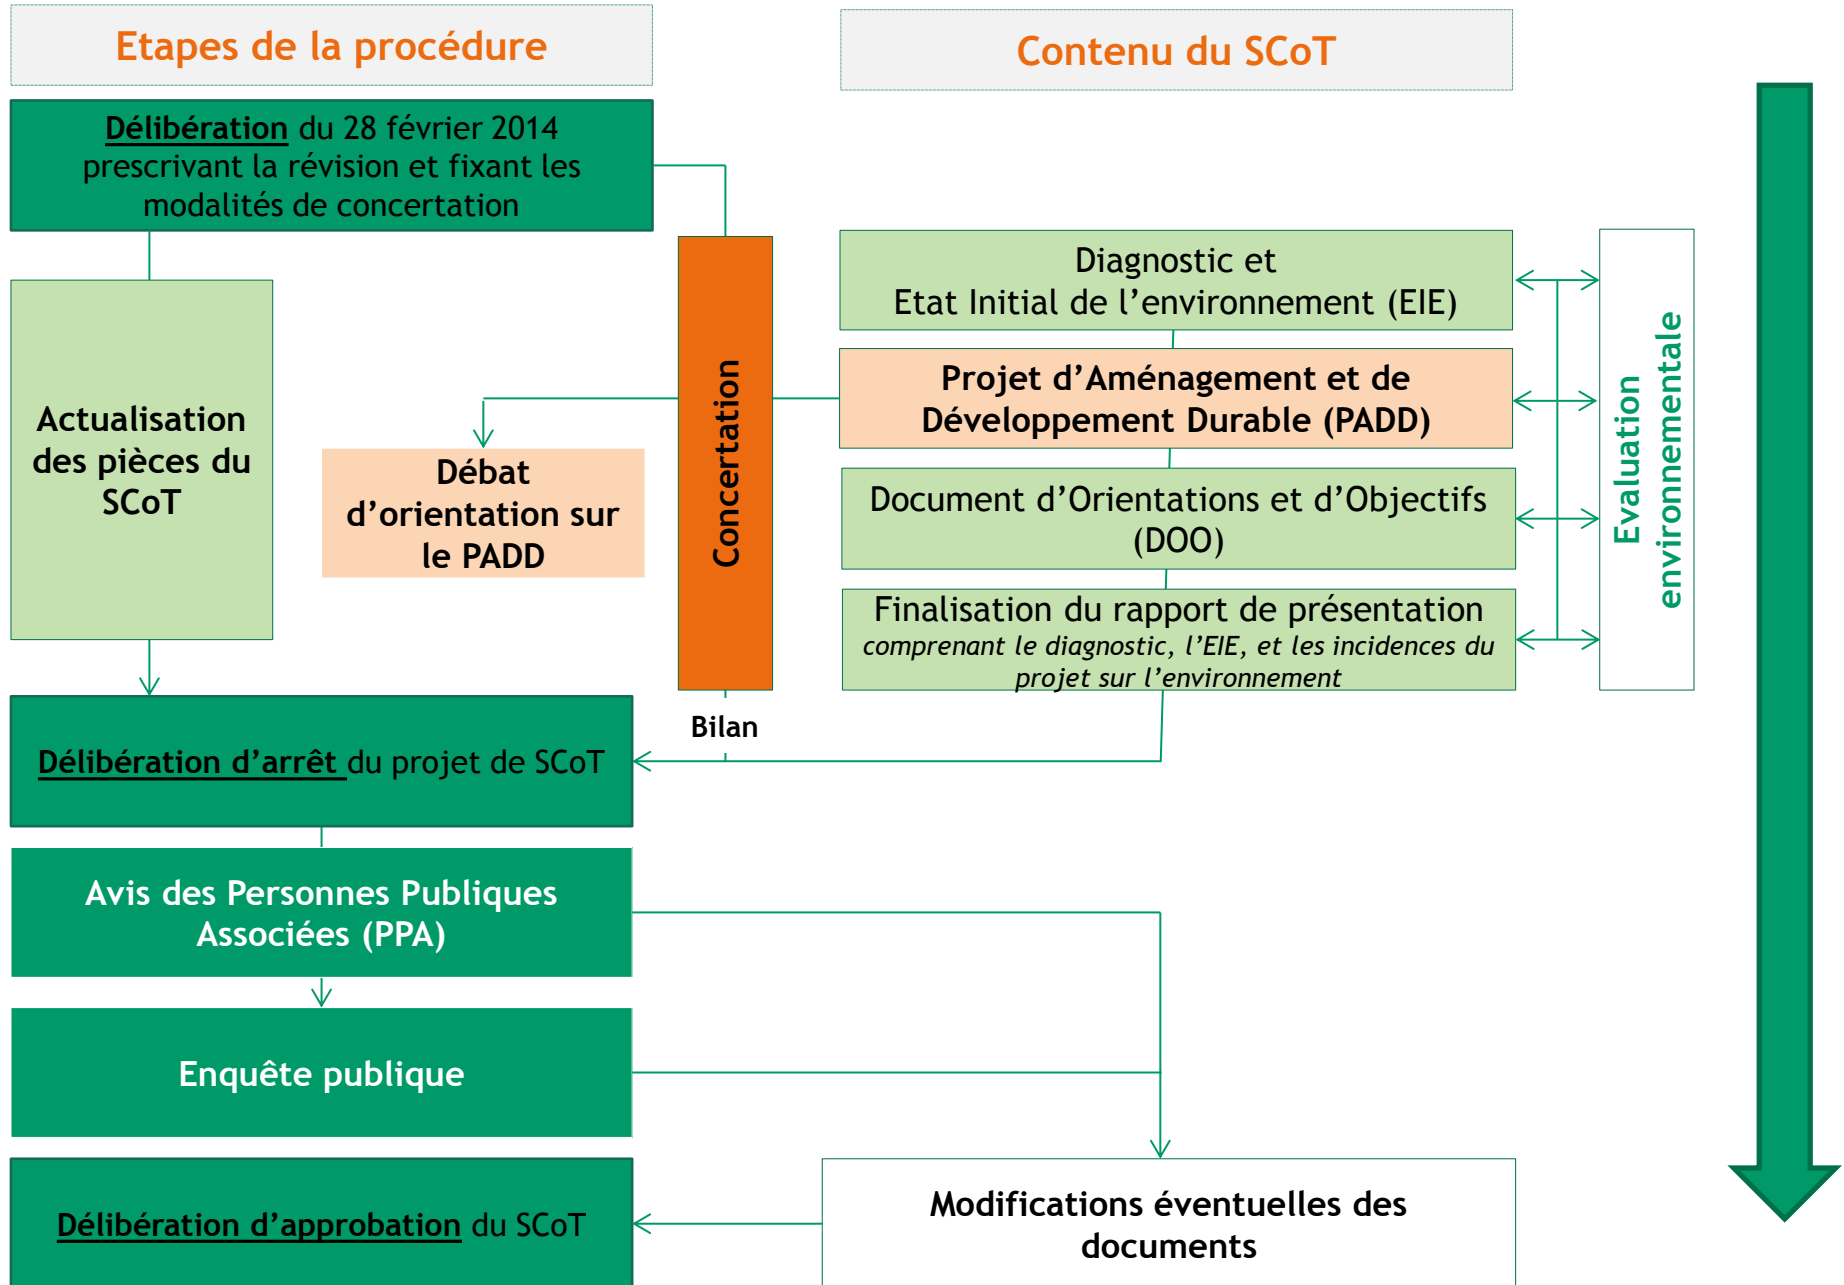 Etapes de la procédure
Contenu du SCoT
Délibération du 28 février 2014
prescrivant la révision et fixant les
modalités de concertation
Diagnostic et
Etat Initial de l’environnement (EIE)
Projet d’Aménagement et de
Développement Durable (PADD)
Actualisation
des pièces du
SCoT
Débat
d’orientation sur
le PADD
Concertation
Document d’Orientations et d’Objectifs
(DOO)
Evaluation
environnementale
Finalisation du rapport de présentation
comprenant le diagnostic, l’EIE, et les incidences du
projet sur l’environnement
Bilan
Délibération d’arrêt du projet de SCoT
Avis des Personnes Publiques
Associées (PPA)
Enquête publique
Délibération d’approbation du SCoT
Modifications éventuelles des
documents